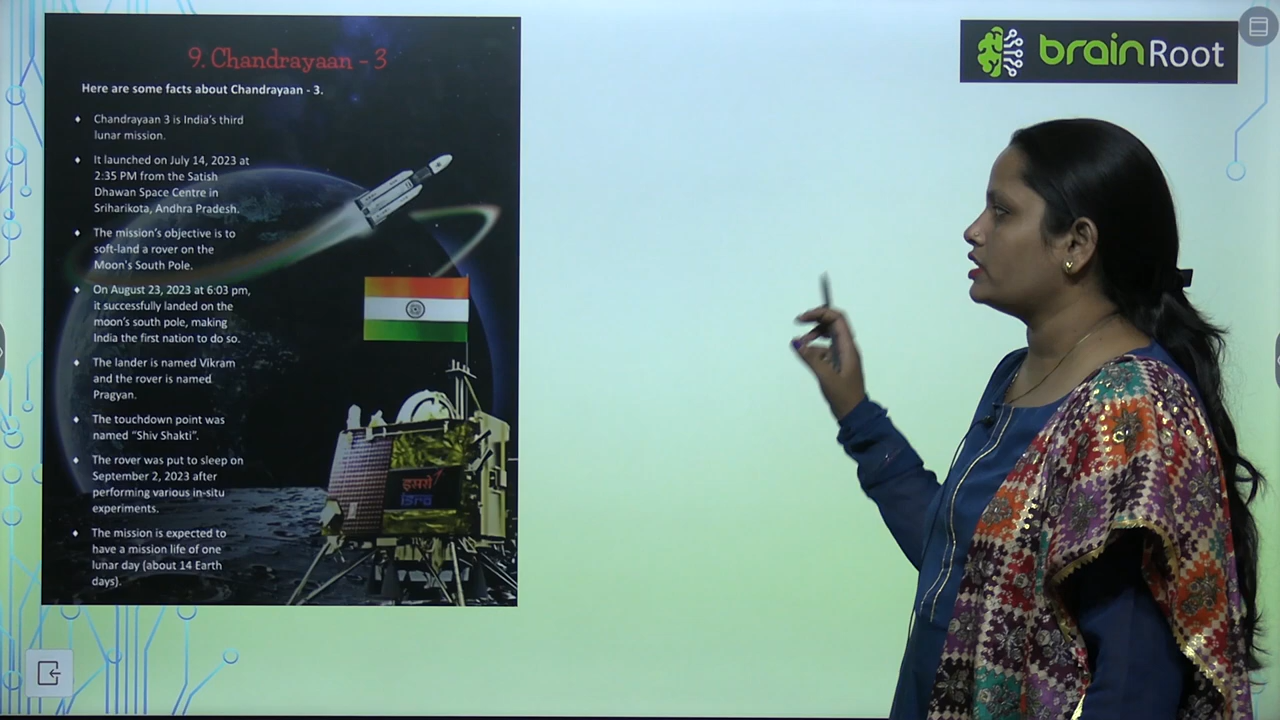 9. Chandrayaan - 3
Here are some facts about Chandrayaan - 3.
♦ Chandrayaan 3 is India's third
lunar mission.
♦ It launched on July 14, 2023 at
2:35 PM from the Satish
Dhawan Space Centre in
Sriharikota, Andhra Pradesh.
♦ The mission's objective is to
soft-land a rover on the
Moon's South Pole.
♦ On August 23, 2023 at 6:03 pm,
it successfully landed on the
moon's south pole, making
India the first nation to do so.
♦ The lander is named Vikram
and the rover is named
Pragyan.
♦ The touchdown point was
named "Shiv Shakti".
♦ The rover was put to sleep on
September 2, 2023 after
performing various in-situ
experiments.
♦ The mission is expected to
have a mission life of one
lunar day (about 14 Earth
days).
इसरो
isro
brainRoot